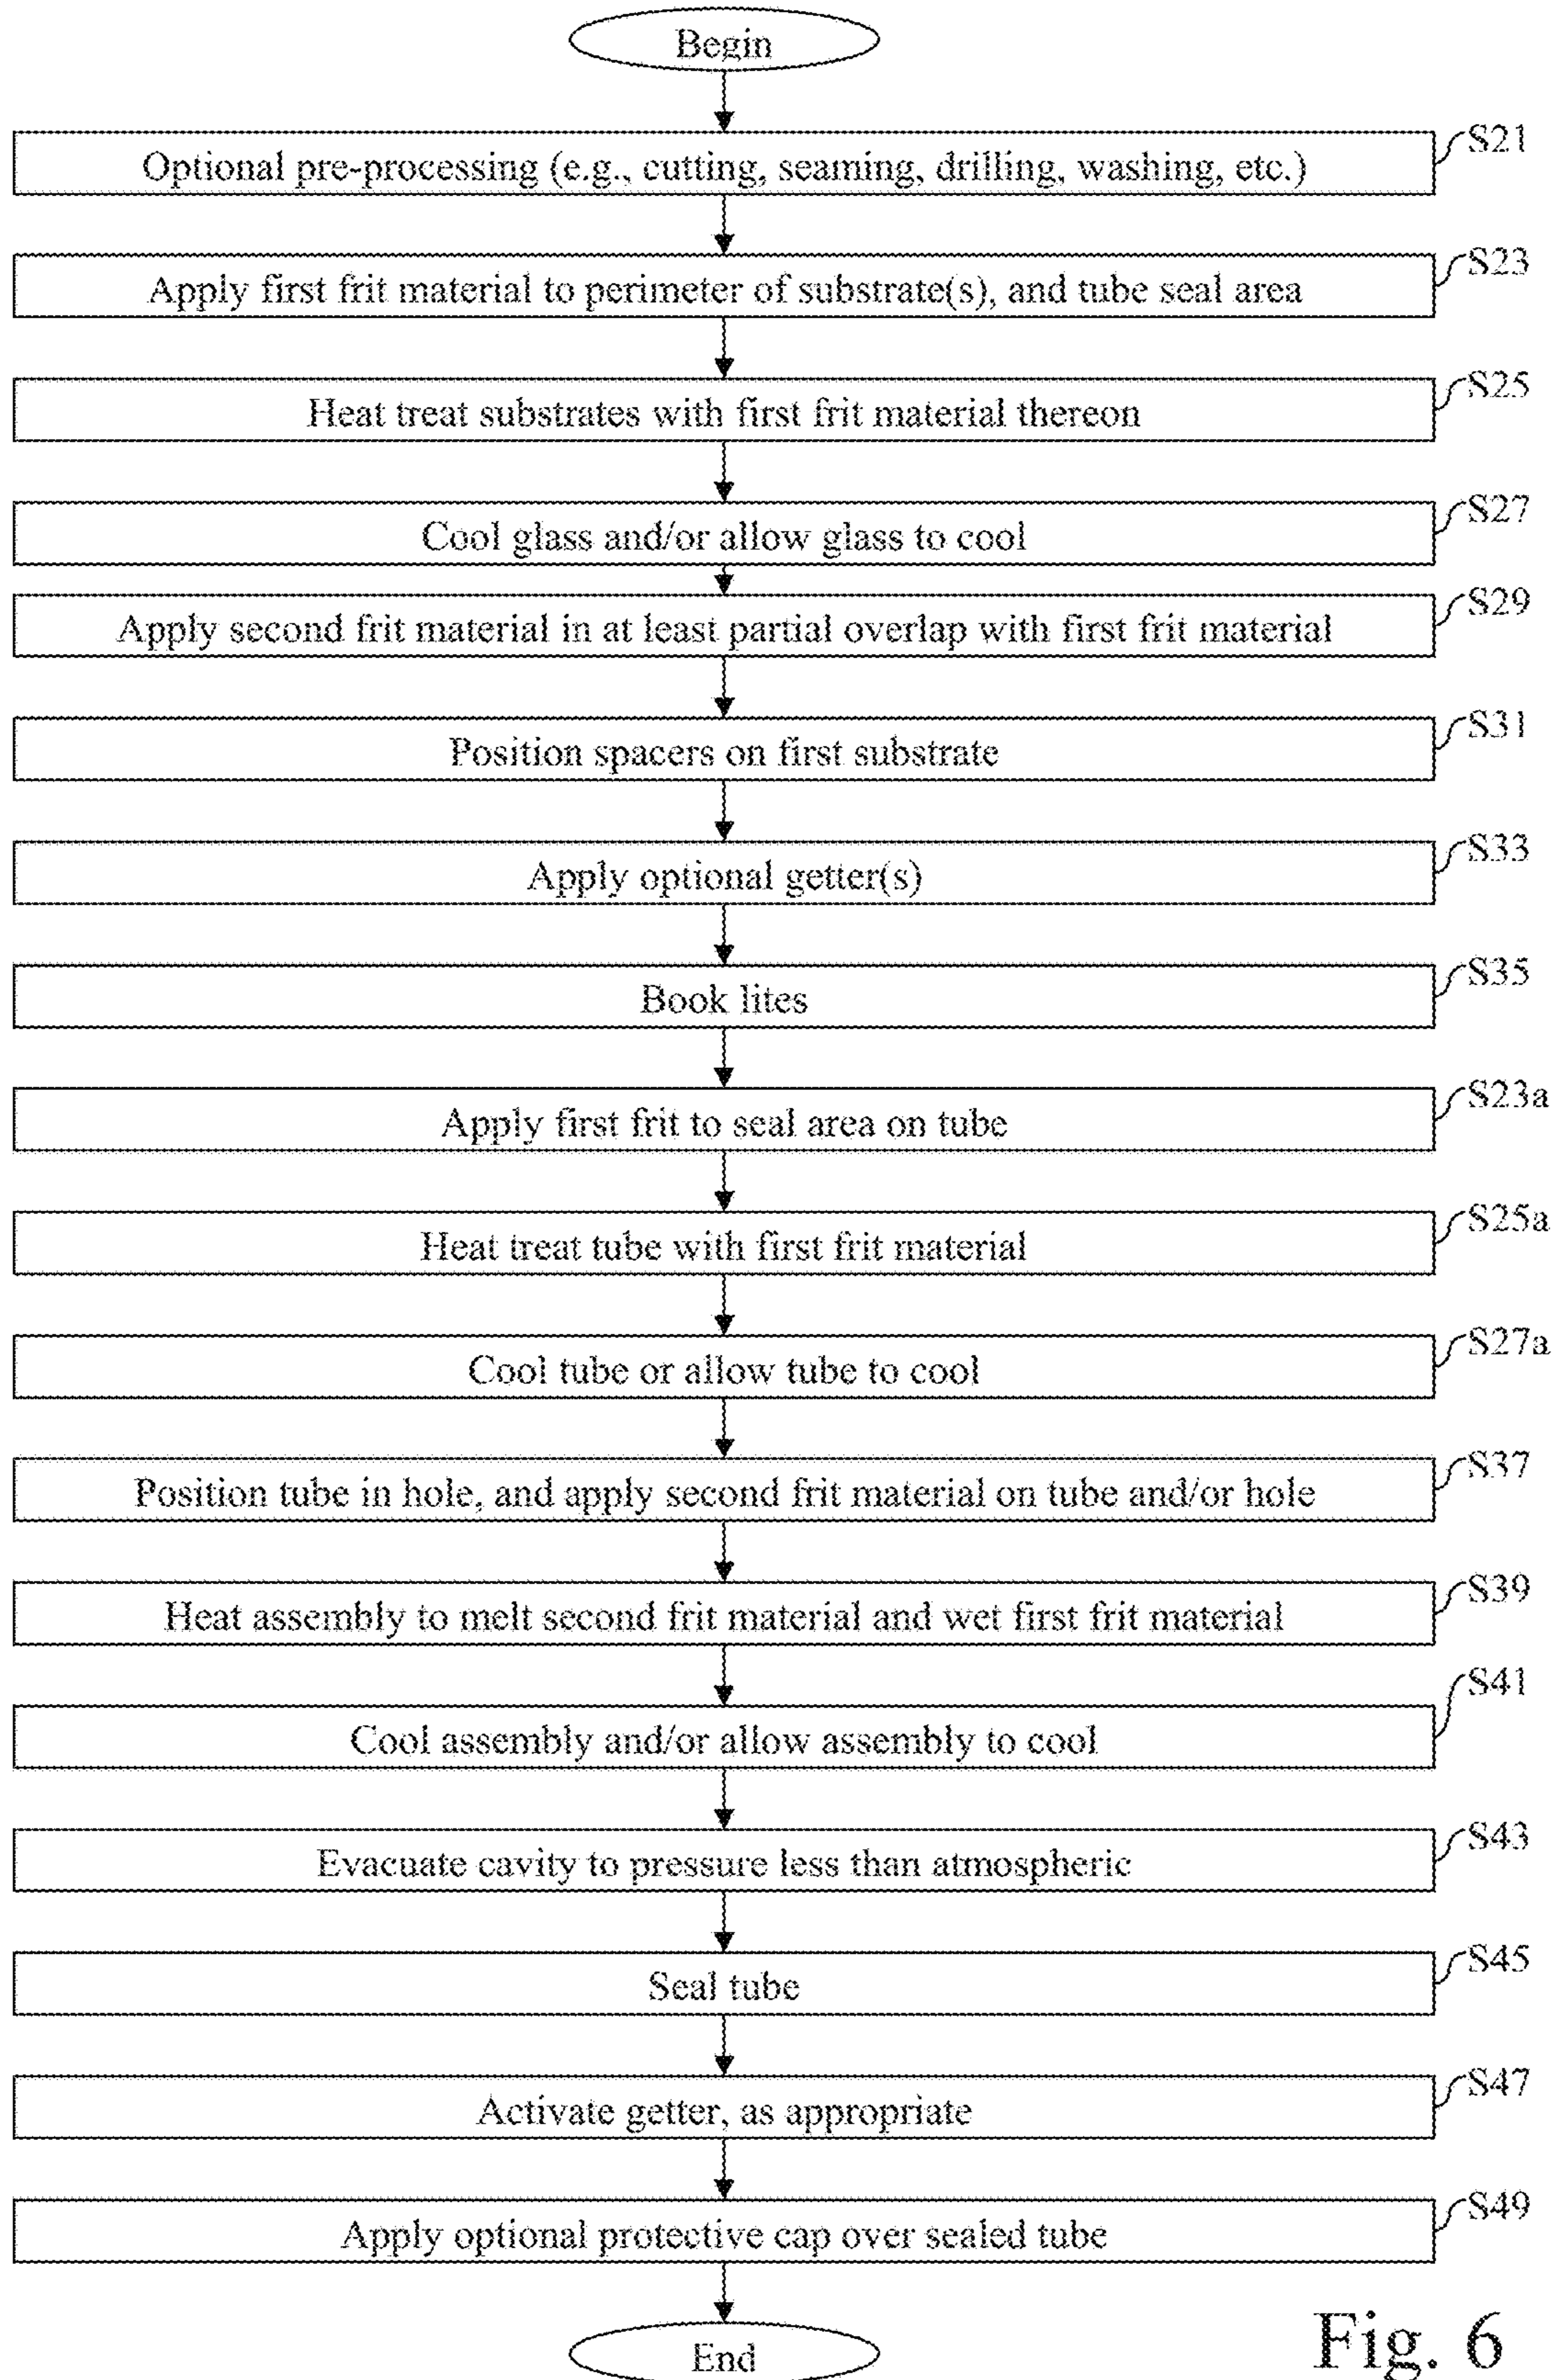 Begin
S21
Optional pre-processing (e.g., cutting, seaming, drilling, washing, etc.)
S23
Apply first frit material to perimeter of substrate(s), and tube seal area
S25
Heat treat substrates with first frit material thereon
S27
Cool glass and/or allow glass to cool
S29
Apply second frit material in at least partial overlap with first frit material
S31
Position spacers on first substrate
S33
Apply optional getter(s)
S35
Book lites
S23a
Apply first frit to seal area on tube
S25a
Heat treat tube with first frit material
S27a
Cool tube or allow tube to cool
S37
Position tube in hole, and apply second frit material on tube and/or hole
S39
Heat assembly to melt second frit material and wet first frit material
S41
Cool assembly and/or allow assembly to cool
S43
Evacuate cavity to pressure less than atmospheric
S45
Seal tube
S47
Activate getter, as appropriate
S49
Apply optional protective cap over sealed tube
End
Fig. 6